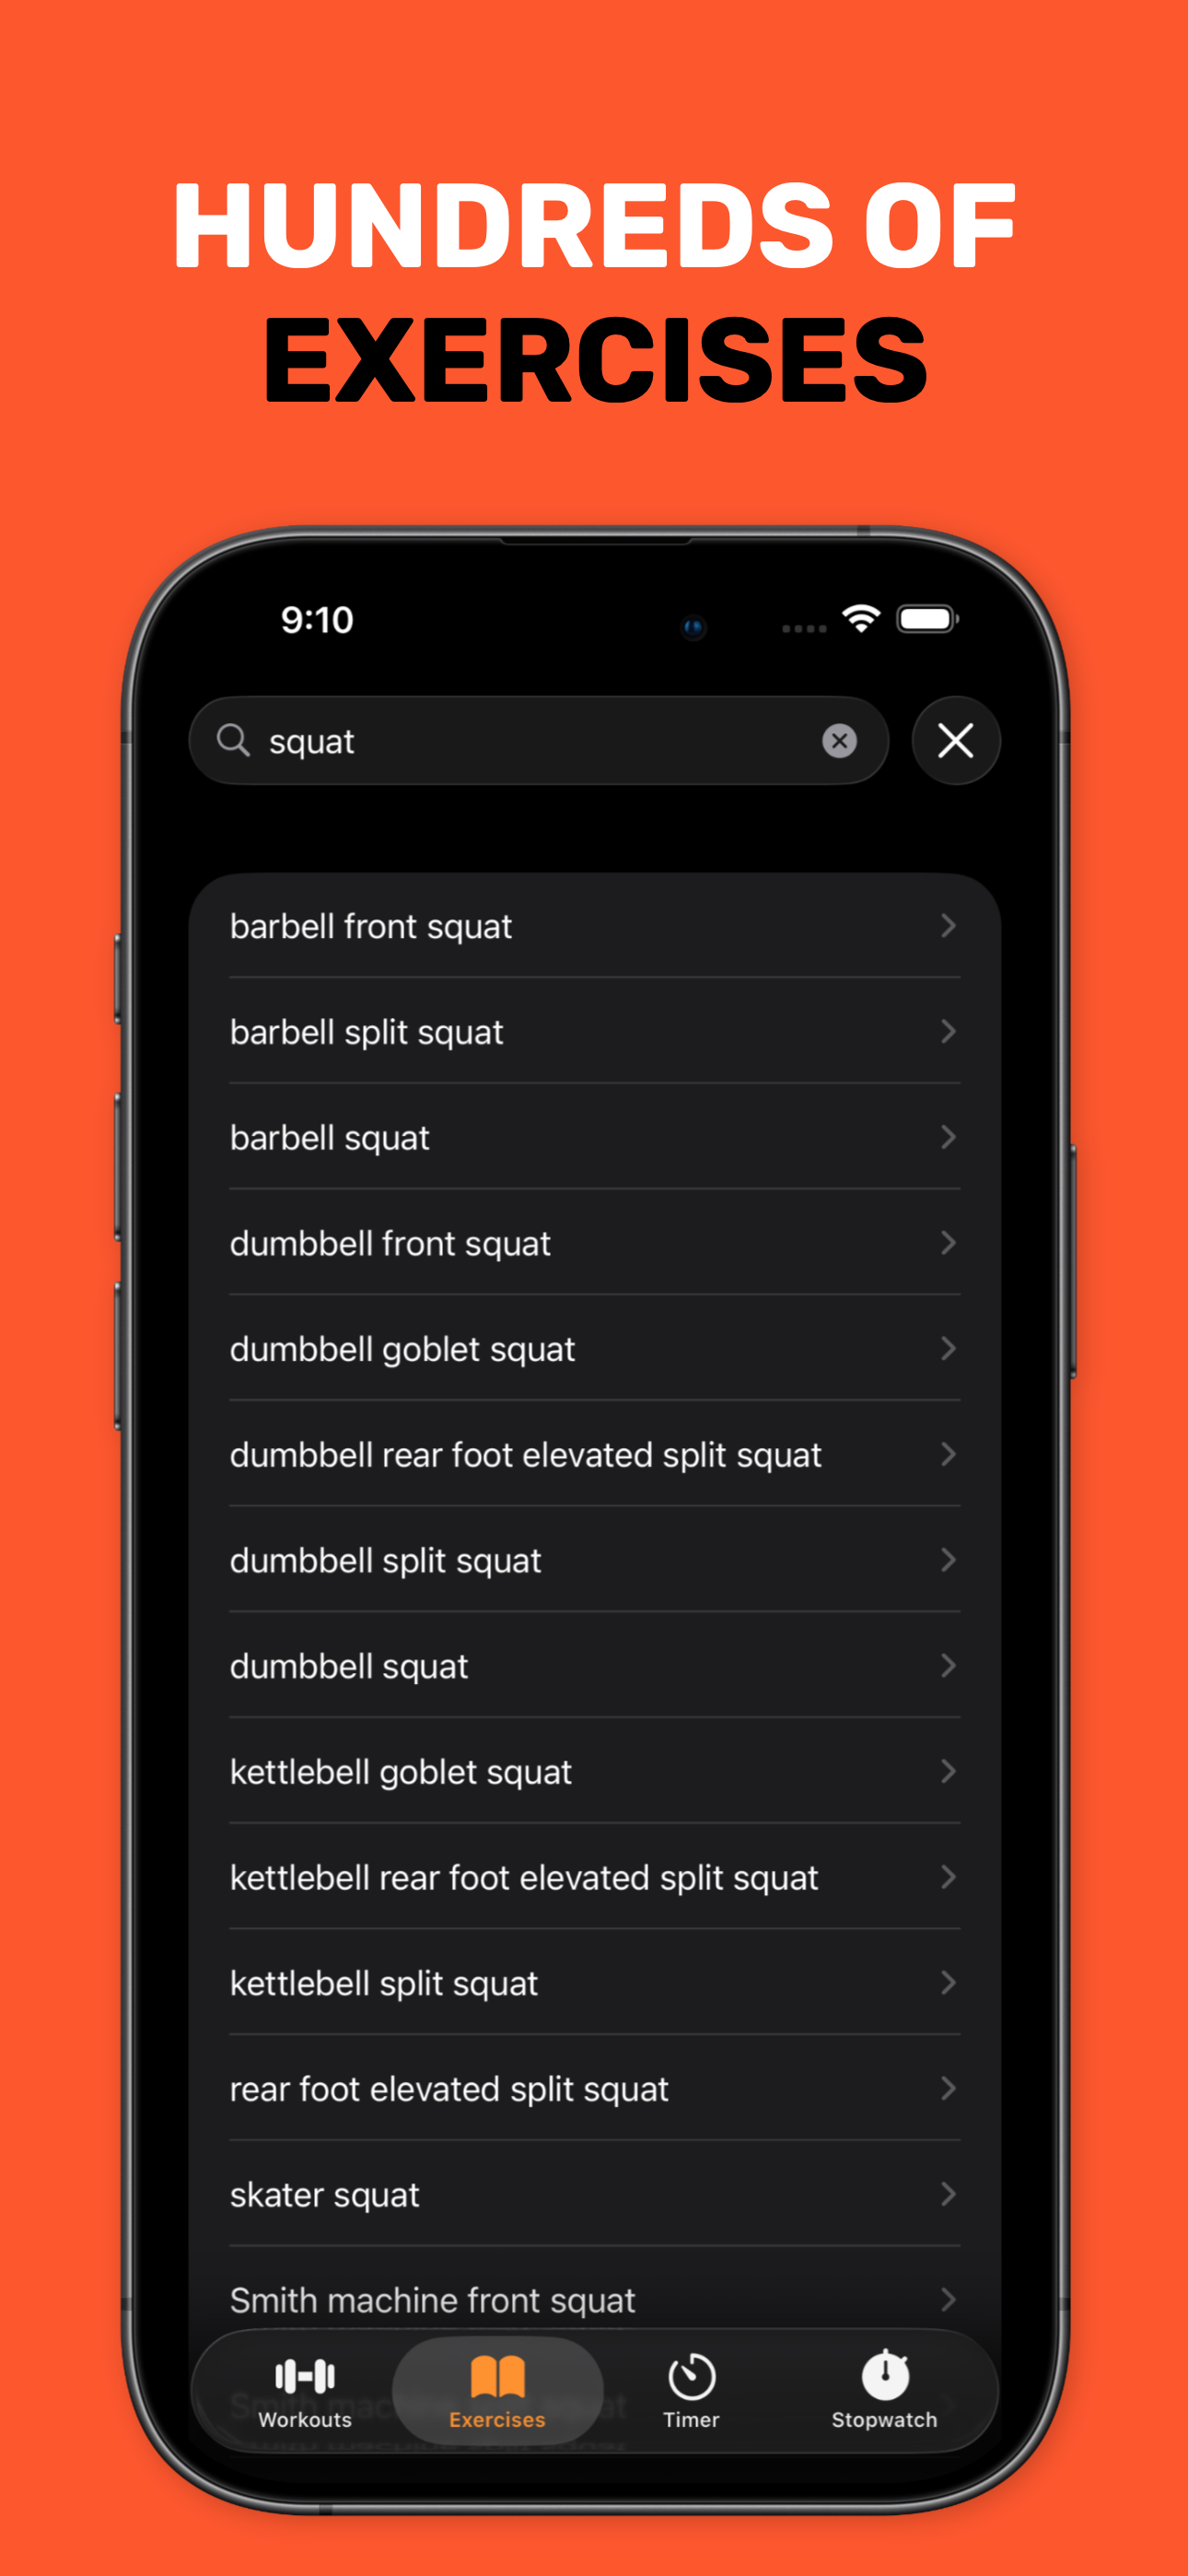 HUNDREDS OF
EXERCISES
9:10
squat
barbell front squat
barbell split squat
barbell squat
dumbbell front squat
dumbbell goblet squat
dumbbell rear foot elevated split squat
dumbbell split squat
dumbbell squat
kettlebell goblet squat
kettlebell rear foot elevated split squat
kettlebell split squat
rear foot elevated split squat
skater squat
Smith machine front squat
Workouts
Exercises
Timer
Stopwatch